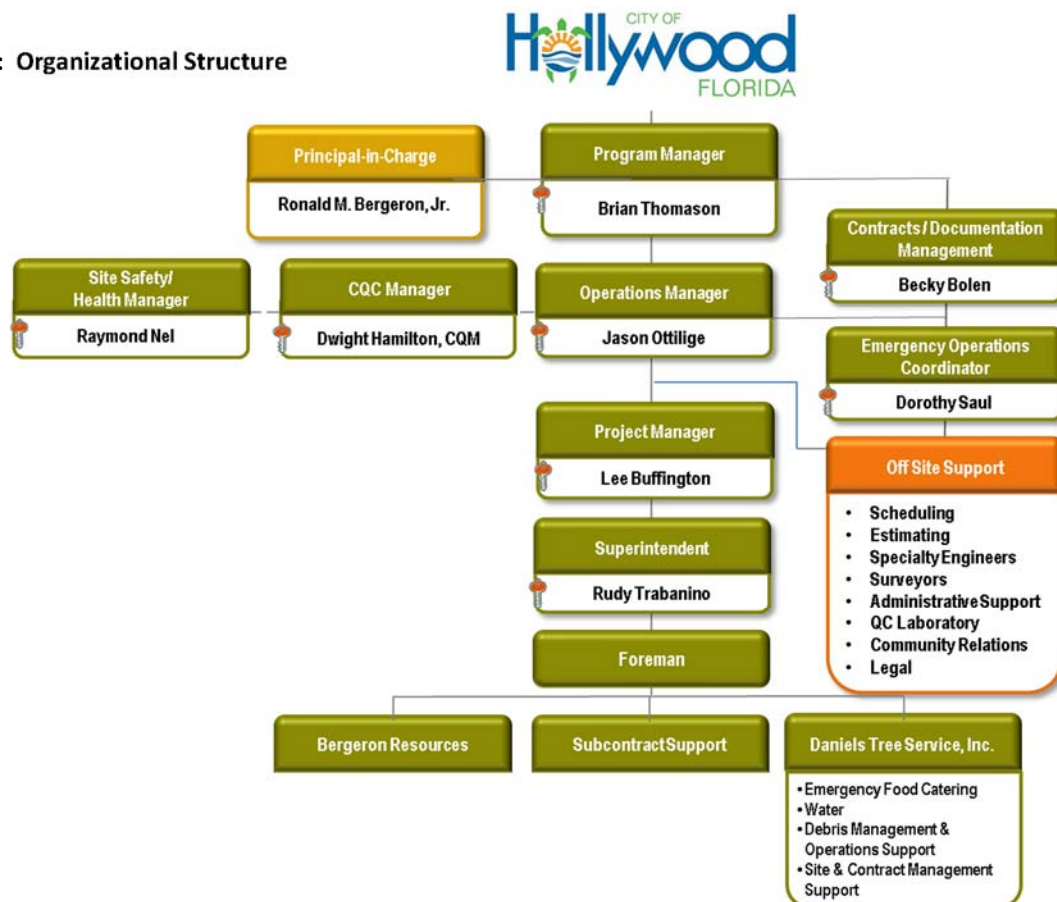 CITY OF
Hollywood
FLORIDA
: Organizational Structure
Principal-in-Charge
Ronald M. Bergeron, Jr.
Program Manager
Brian Thomason
Contracts / Documentation
Management
Becky Bolen
Site Safety/
Health Manager
Raymond Nel
CQC Manager
Dwight Hamilton, CQM
Operations Manager
Jason Ottilige
Emergency Operations
Coordinator
Dorothy Saul
Project Manager
Lee Buffington
Off Site Support
• Scheduling
• Estimating
• Specialty Engineers
• Surveyors
• Administrative Support
• QC Laboratory
• Community Relations
• Legal
Superintendent
Rudy Trabanino
Foreman
Bergeron Resources
Subcontract Support
Daniels Tree Service, Inc.
• Emergency Food Catering
• Water
• Debris Management &
Operations Support
• Site & Contract Management
Support